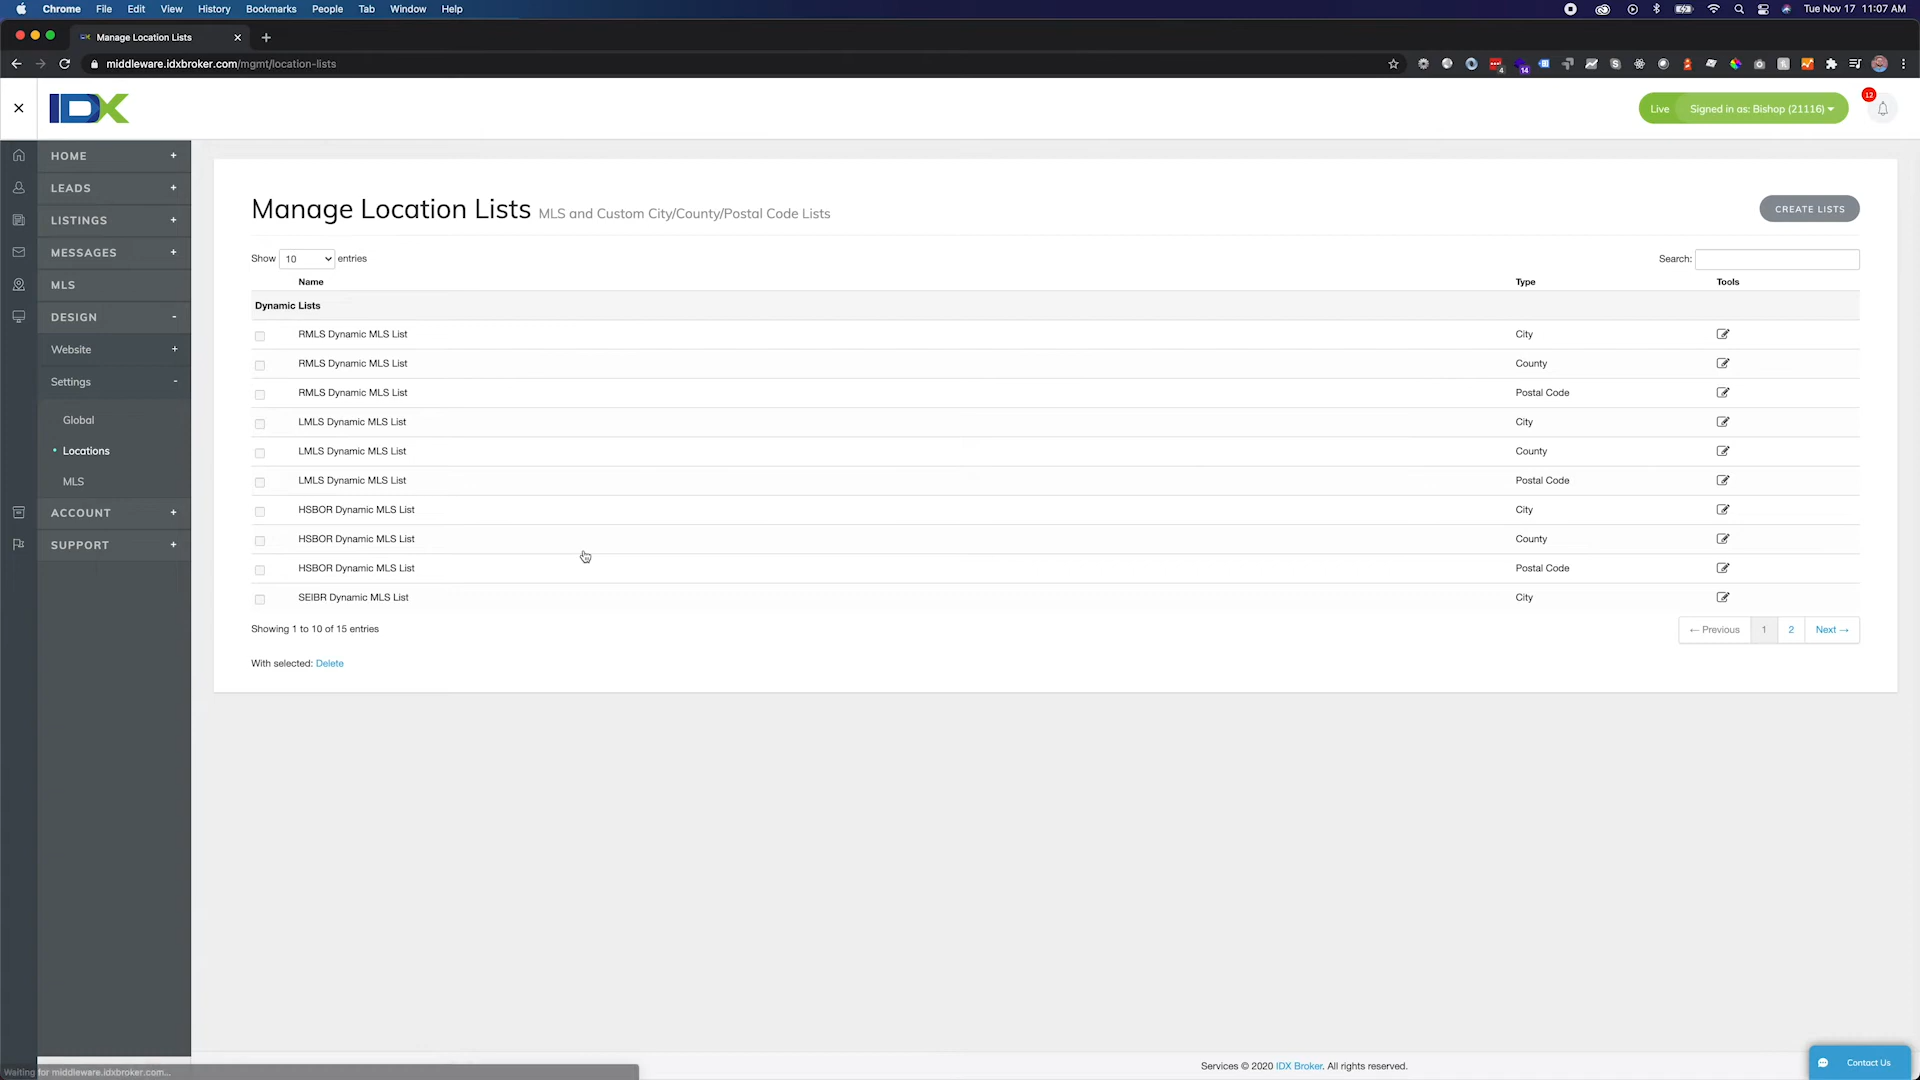 Chrome File Edit View History Bookmarks People Tab Window Help Tue Nov 17 11:07 AM
Manage Location Lists
middleware.idxbroker.com/mgmt/location-lists
4 14
IDX
Live Signed in as: Bishop (21116)
12
HOME +
LEADS +
LISTINGS +
MESSAGES +
MLS
DESIGN -
Website +
Settings -
Global
• Locations
MLS
ACCOUNT +
SUPPORT +
Manage Location Lists MLS and Custom City/County/Postal Code Lists
CREATE LISTS
Show 10 entries Search:
Name Type Tools
Dynamic Lists
RMLS Dynamic MLS List City
RMLS Dynamic MLS List County
RMLS Dynamic MLS List Postal Code
LMLS Dynamic MLS List City
LMLS Dynamic MLS List County
LMLS Dynamic MLS List Postal Code
HSBOR Dynamic MLS List City
HSBOR Dynamic MLS List County
HSBOR Dynamic MLS List Postal Code
SEIBR Dynamic MLS List City
Showing 1 to 10 of 15 entries ← Previous 1 2 Next →
With selected: Delete
Services © 2020 IDX Broker. All rights reserved.
Contact Us
Waiting for middleware.idxbroker.com...